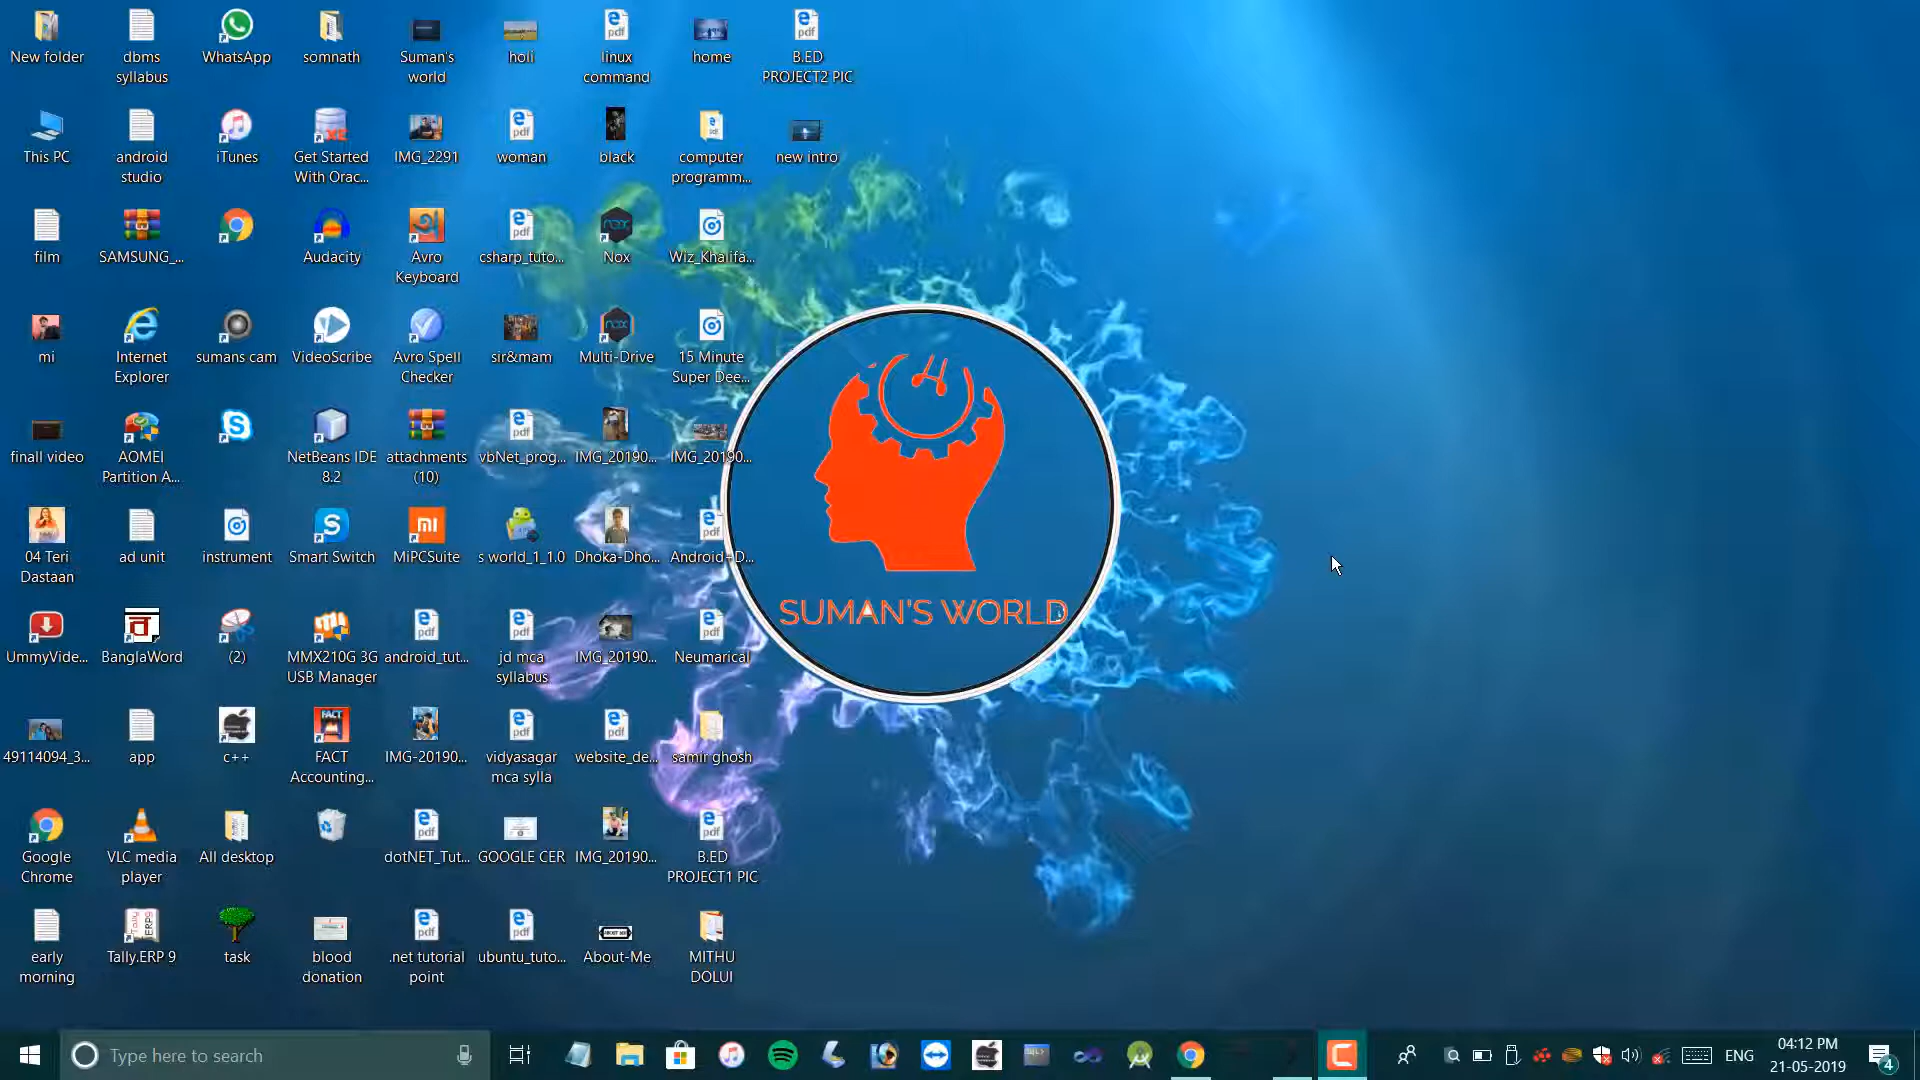 New folder
dbms
syllabus
WhatsApp
somnath
Suman's
world
holi
linux
command
home
B.ED
PROJECT2 PIC
This PC
android
studio
iTunes
Get Started
With Orac...
IMG_2291
woman
black
computer
programm...
new intro
film
SAMSUNG_...
Audacity
Avro
Keyboard
csharp_tuto...
Nox
Wiz_Khalifa...
mi
Internet
Explorer
sumans cam
VideoScribe
Avro Spell
Checker
sir&mam
Multi-Drive
15 Minute
Super Dee...
finall video
AOMEI
Partition A...
NetBeans IDE
8.2
attachments
(10)
vbNet_prog...
IMG_20190...
IMG_20190...
04 Teri
Dastaan
ad unit
instrument
Smart Switch
MiPCSuite
s world_1_1.0
Dhoka-Dho...
Android-D...
UmmyVide...
BanglaWord
(2)
MMX210G 3G
USB Manager
android_tut...
jd mca
syllabus
IMG_20190...
Neumarical
49114094_3...
app
c++
FACT
Accounting...
IMG-20190...
vidyasagar
mca sylla
website_de...
samir ghosh
Google
Chrome
VLC media
player
All desktop
dotNET_Tut...
GOOGLE CER
IMG_20190...
B.ED
PROJECT1 PIC
early
morning
Tally.ERP 9
task
blood
donation
.net tutorial
point
ubuntu_tuto...
About-Me
MITHU
DOLUI
SUMAN'S WORLD
Type here to search
ENG
04:12 PM
21-05-2019
4